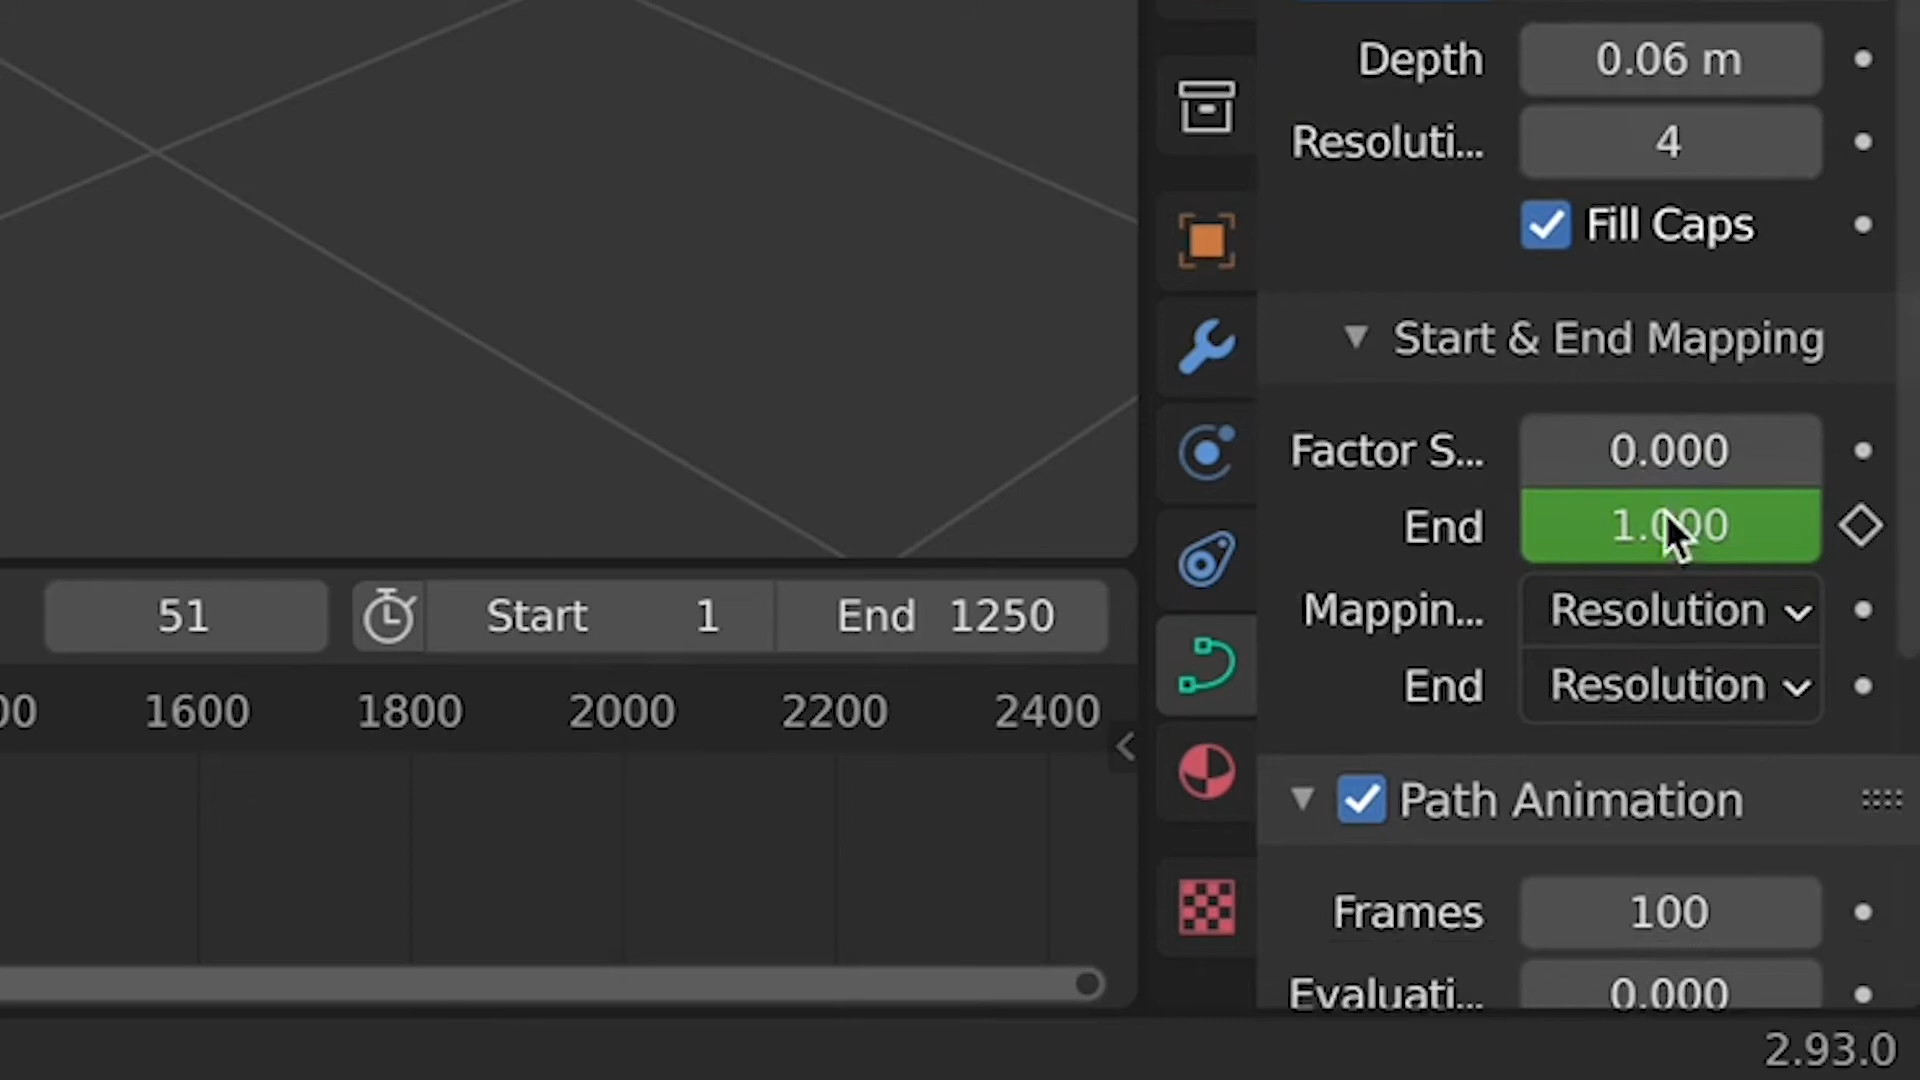 Depth 0.06 m
Resoluti... 4
Fill Caps
Start & End Mapping
Factor S... 0.000
End 1.000
Mappin... Resolution
End Resolution
Path Animation
Frames 100
Evaluati... 0.000
51 Start 1 End 1250
00 1600 1800 2000 2200 2400
2.93.0